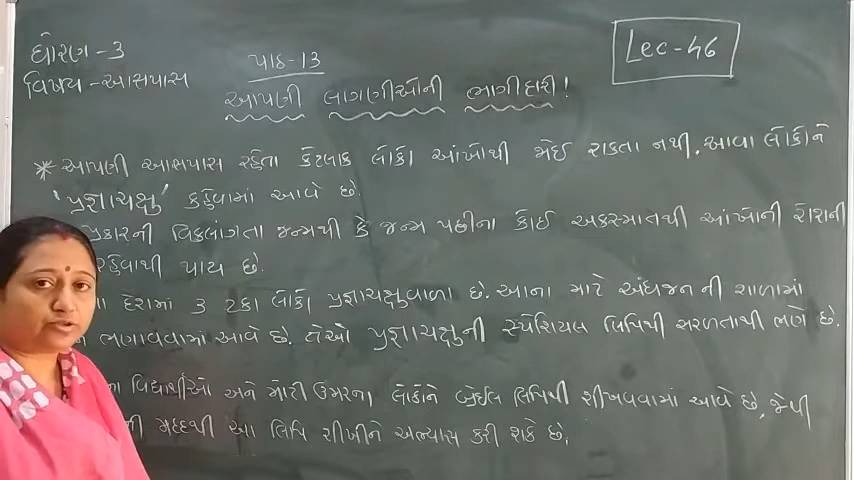 ધોરણ-3
વિષય-આસપાસ
પાઠ-13
Lec-46
આપણી લાગણીઓની ભાગીદારી!
* આપણી આસપાસ રહેતા કેટલાક લોકો આંખોથી જોઈ શકતા નથી. આવા લોકોને
'પ્રજ્ઞાચક્ષુ' કહેવામાં આવે છે.
પ્રકારની વિકલાંગતા જન્મથી કે જન્મ પછીના કોઈ અકસ્માતથી આંખોની રોશની
રહેવાથી થાય છે.
દેશમાં 3 ટકા લોકો પ્રજ્ઞાચક્ષુવાળા છે. આના માટે અંધજન ની શાળામાં
ભણાવવામાં આવે છે. તેઓ પ્રજ્ઞાચક્ષુની સ્પેશિયલ લિપિથી સરળતાથી ભણે છે.
વિદ્યાર્થીઓ અને મોટી ઉંમરના લોકોને બ્રેઈલ લિપિથી શીખવવામાં આવે છે, જેથી
મદદથી આ લિપિ શીખીને અભ્યાસ કરી શકે છે.